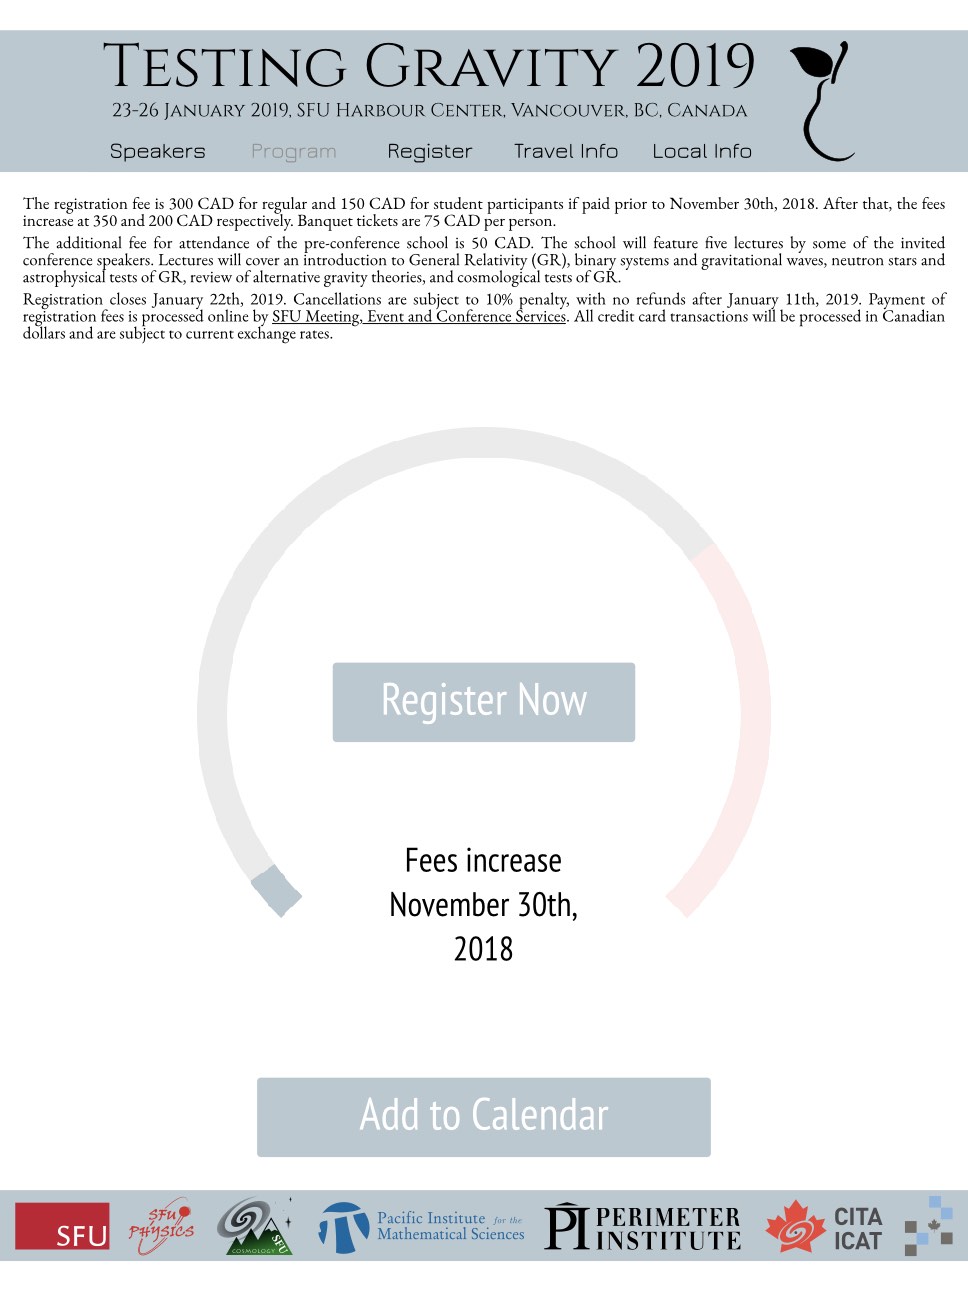 TESTING GRAVITY 2019
23-26 JANUARY 2019, SFU HARBOUR CENTER, VANCOUVER, BC, CANADA
Speakers Program Register Travel Info Local Info
The registration fee is 300 CAD for regular and 150 CAD for student participants if paid prior to November 30th, 2018. After that, the fees
increase at 350 and 200 CAD respectively. Banquet tickets are 75 CAD per person.
The additional fee for attendance of the pre-conference school is 50 CAD. The school will feature five lectures by some of the invited
conference speakers. Lectures will cover an introduction to General Relativity (GR), binary systems and gravitational waves, neutron stars and
astrophysical tests of GR, review of alternative gravity theories, and cosmological tests of GR.
Registration closes January 22th, 2019. Cancellations are subject to 10% penalty, with no refunds after January 11th, 2019. Payment of
registration fees is processed online by SFU Meeting, Event and Conference Services. All credit card transactions will be processed in Canadian
dollars and are subject to current exchange rates.
Register Now
Fees increase
November 30th,
2018
Add to Calendar
SFU
SFU
PHYSICS
COSMOLOGY
SFU
Pacific Institute for the
Mathematical Sciences
PI PERIMETER
INSTITUTE
CITA
ICAT